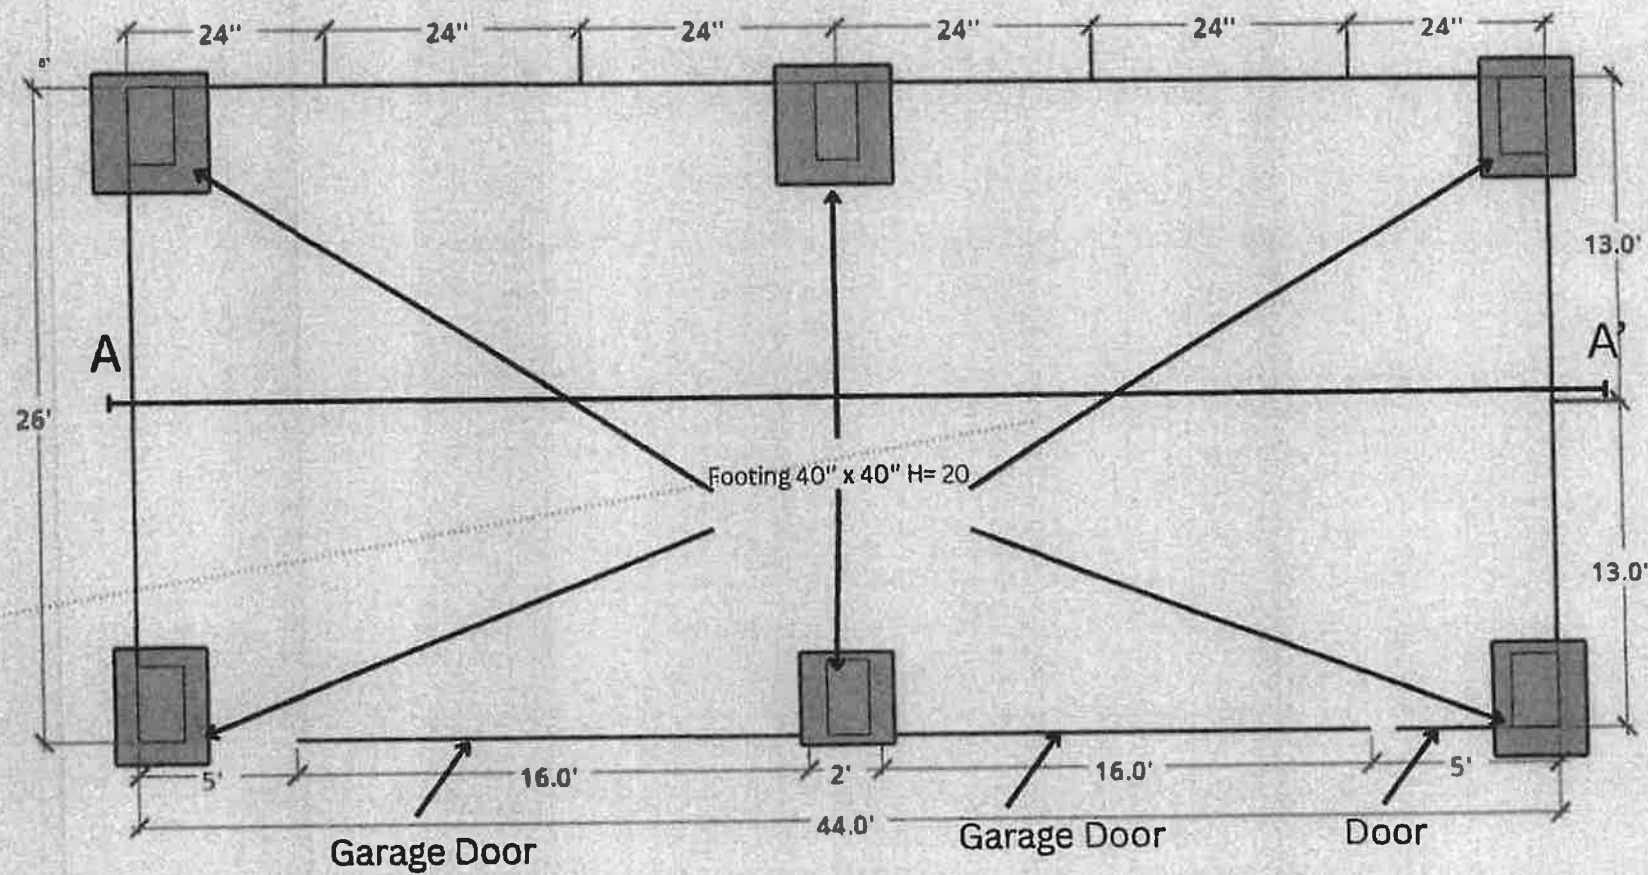 24" 24" 24" 24" 24" 24"
13.0'
A A'
26'
Footing 40" x 40" H= 20
13.0'
5' 16.0' 2' 16.0' 5'
44.0'
Garage Door Garage Door Door